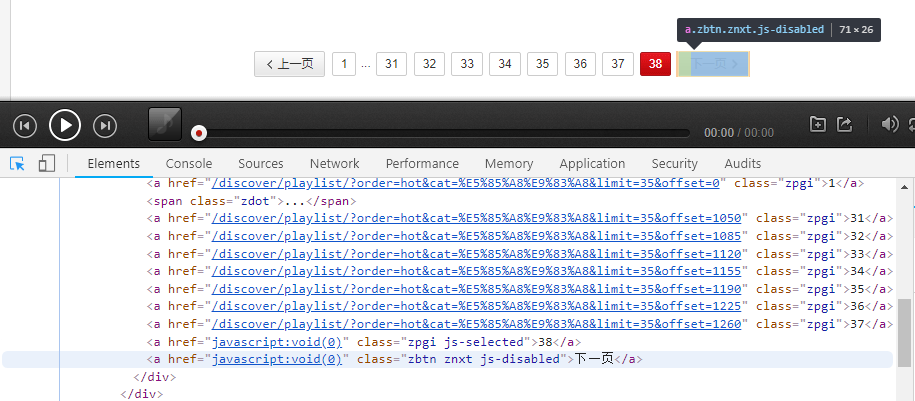 a.zbtn.znxt.js-disabled | 71 × 26
上一页 1 ... 31 32 33 34 35 36 37 38 下一页
00:00 / 00:00
Elements Console Sources Network Performance Memory Application Security Audits
<a href="/discover/playlist/?order=hot&cat=%E5%85%A8%E9%83%A8&limit=35&offset=0" class="zpgi">1</a>
<span class="zdot">...</span>
<a href="/discover/playlist/?order=hot&cat=%E5%85%A8%E9%83%A8&limit=35&offset=1050" class="zpgi">31</a>
<a href="/discover/playlist/?order=hot&cat=%E5%85%A8%E9%83%A8&limit=35&offset=1085" class="zpgi">32</a>
<a href="/discover/playlist/?order=hot&cat=%E5%85%A8%E9%83%A8&limit=35&offset=1120" class="zpgi">33</a>
<a href="/discover/playlist/?order=hot&cat=%E5%85%A8%E9%83%A8&limit=35&offset=1155" class="zpgi">34</a>
<a href="/discover/playlist/?order=hot&cat=%E5%85%A8%E9%83%A8&limit=35&offset=1190" class="zpgi">35</a>
<a href="/discover/playlist/?order=hot&cat=%E5%85%A8%E9%83%A8&limit=35&offset=1225" class="zpgi">36</a>
<a href="/discover/playlist/?order=hot&cat=%E5%85%A8%E9%83%A8&limit=35&offset=1260" class="zpgi">37</a>
<a href="javascript:void(0)" class="zpgi js-selected">38</a>
<a href="javascript:void(0)" class="zbtn znxt js-disabled">下一页</a>
</div>
</div>